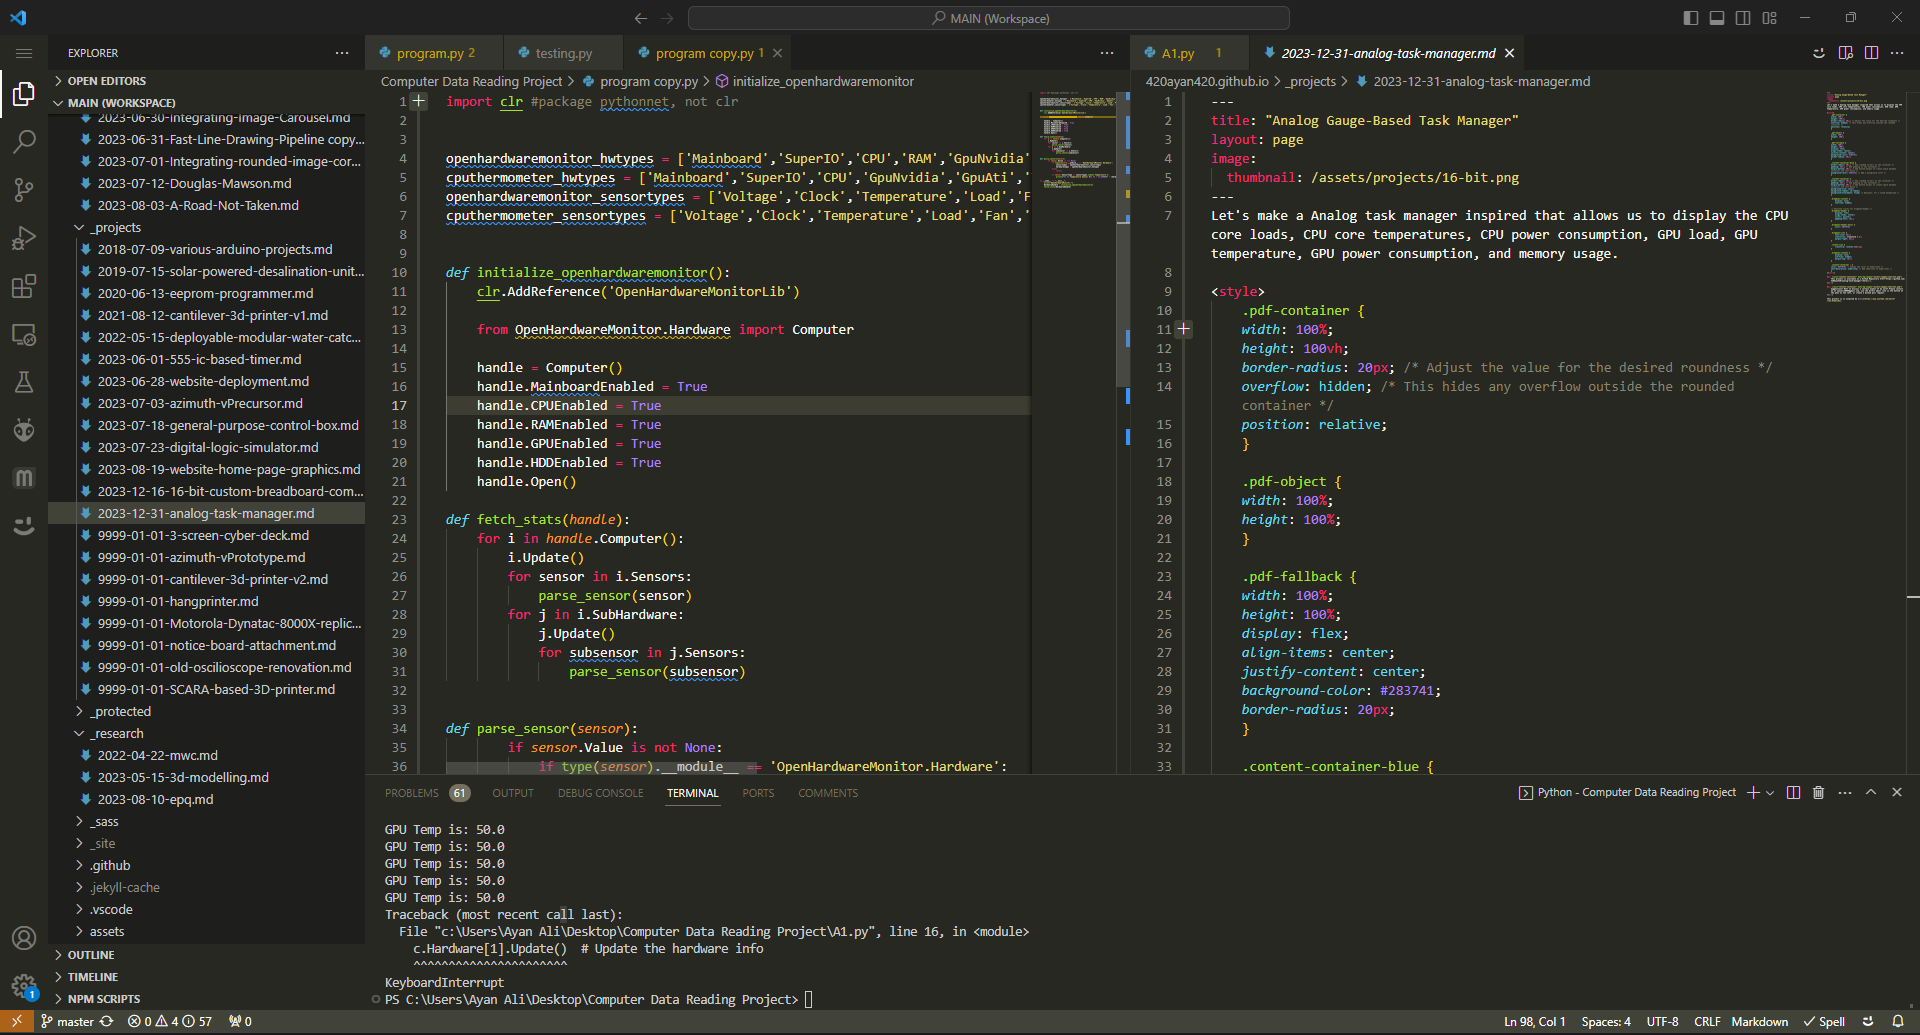 MAIN (Workspace)
EXPLORER
OPEN EDITORS
MAIN (WORKSPACE)
2023-06-30-Integrating-Image-Carousel.md
2023-06-31-Fast-Line-Drawing-Pipeline copy...
2023-07-01-Integrating-rounded-image-cor...
2023-07-12-Douglas-Mawson.md
2023-08-03-A-Road-Not-Taken.md
_projects
2018-07-09-various-arduino-projects.md
2019-07-15-solar-powered-desalination-unit...
2020-06-13-eeprom-programmer.md
2021-08-12-cantilever-3d-printer-v1.md
2022-05-15-deployable-modular-water-catc...
2023-06-01-555-ic-based-timer.md
2023-06-28-website-deployment.md
2023-07-03-azimuth-vPrecursor.md
2023-07-18-general-purpose-control-box.md
2023-07-23-digital-logic-simulator.md
2023-08-19-website-home-page-graphics.md
2023-12-16-16-bit-custom-breadboard-com...
2023-12-31-analog-task-manager.md
9999-01-01-3-screen-cyber-deck.md
9999-01-01-azimuth-vPrototype.md
9999-01-01-cantilever-3d-printer-v2.md
9999-01-01-hangprinter.md
9999-01-01-Motorola-Dynatac-8000X-replic...
9999-01-01-notice-board-attachment.md
9999-01-01-old-oscilioscope-renovation.md
9999-01-01-SCARA-based-3D-printer.md
_protected
_research
2022-04-22-mwc.md
2023-05-15-3d-modelling.md
2023-08-10-epq.md
_sass
_site
.github
.jekyll-cache
.vscode
assets
OUTLINE
TIMELINE
NPM SCRIPTS
program.py 2
testing.py
program copy.py 1
Computer Data Reading Project > program copy.py > initialize_openhardwaremonitor
1 import clr #package pythonnet, not clr
2
3
4 openhardwaremonitor_hwtypes = ['Mainboard','SuperIO','CPU','RAM','GpuNvidia'
5 cputhermometer_hwtypes = ['Mainboard','SuperIO','CPU','GpuNvidia','GpuAti','
6 openhardwaremonitor_sensortypes = ['Voltage','Clock','Temperature','Load','F
7 cputhermometer_sensortypes = ['Voltage','Clock','Temperature','Load','Fan','
8
9
10 def initialize_openhardwaremonitor():
11 clr.AddReference('OpenHardwareMonitorLib')
12
13 from OpenHardwareMonitor.Hardware import Computer
14
15 handle = Computer()
16 handle.MainboardEnabled = True
17 handle.CPUEnabled = True
18 handle.RAMEnabled = True
19 handle.GPUEnabled = True
20 handle.HDDEnabled = True
21 handle.Open()
22
23 def fetch_stats(handle):
24 for i in handle.Computer():
25 i.Update()
26 for sensor in i.Sensors:
27 parse_sensor(sensor)
28 for j in i.SubHardware:
29 j.Update()
30 for subsensor in j.Sensors:
31 parse_sensor(subsensor)
32
33
34 def parse_sensor(sensor):
35 if sensor.Value is not None:
36 if type(sensor).__module__ == 'OpenHardwareMonitor.Hardware':
A1.py 1
2023-12-31-analog-task-manager.md
420ayan420.github.io > _projects > 2023-12-31-analog-task-manager.md
1 ---
2 title: "Analog Gauge-Based Task Manager"
3 layout: page
4 image:
5 thumbnail: /assets/projects/16-bit.png
6 ---
7 Let's make a Analog task manager inspired that allows us to display the CPU
core loads, CPU core temperatures, CPU power consumption, GPU load, GPU
temperature, GPU power consumption, and memory usage.
8
9 <style>
10 .pdf-container {
11 width: 100%;
12 height: 100vh;
13 border-radius: 20px; /* Adjust the value for the desired roundness */
14 overflow: hidden; /* This hides any overflow outside the rounded
container */
15 position: relative;
16 }
17
18 .pdf-object {
19 width: 100%;
20 height: 100%;
21 }
22
23 .pdf-fallback {
24 width: 100%;
25 height: 100%;
26 display: flex;
27 align-items: center;
28 justify-content: center;
29 background-color: #283741;
30 border-radius: 20px;
31 }
32
33 .content-container-blue {
PROBLEMS 61 OUTPUT DEBUG CONSOLE TERMINAL PORTS COMMENTS
Python - Computer Data Reading Project
GPU Temp is: 50.0
GPU Temp is: 50.0
GPU Temp is: 50.0
GPU Temp is: 50.0
GPU Temp is: 50.0
Traceback (most recent call last):
File "c:\Users\Ayan Ali\Desktop\Computer Data Reading Project\A1.py", line 16, in <module>
c.Hardware[1].Update()  # Update the hardware info
^^^^^^^^^^^^^^^^^^^^^^
KeyboardInterrupt
PS C:\Users\Ayan Ali\Desktop\Computer Data Reading Project>
1
master 0 4 57 0
Ln 98, Col 1 Spaces: 4 UTF-8 CRLF Markdown Spell